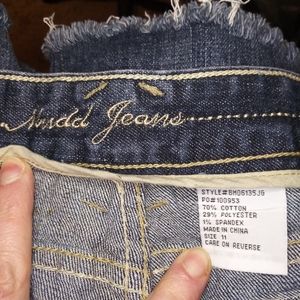 Mudd Jeans
STYLE#BM06135JG
PO#100953
70% COTTON
29% POLYESTER
1% SPANDEX
MADE IN CHINA
SIZE 11
CARE ON REVERSE